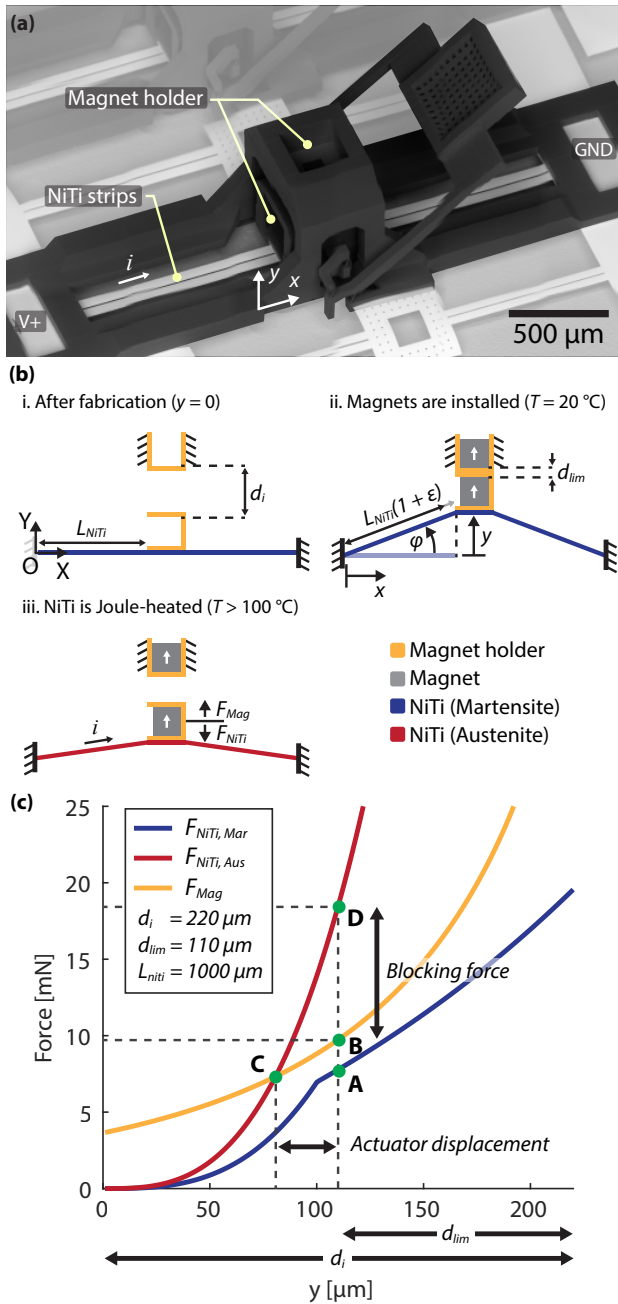 (a)
Magnet holder
GND
NiTi strips
i
y
x
V+
500 µm
(b)
i. After fabrication (y = 0)
ii. Magnets are installed (T = 20 °C)
d_i
d_lim
L_NiTi
L_NiTi(1 + ε)
Y
O
X
φ
y
x
iii. NiTi is Joule-heated (T > 100 °C)
i
F_Mag
F_NiTi
Magnet holder
Magnet
NiTi (Martensite)
NiTi (Austenite)
(c)
F_NiTi, Mar
F_NiTi, Aus
F_Mag
d_i = 220 µm
d_lim = 110 µm
L_niti = 1000 µm
Force [mN]
25
20
15
10
5
0
D
Blocking force
B
C
A
Actuator displacement
0
50
100
150
200
d_lim
d_i
y [µm]